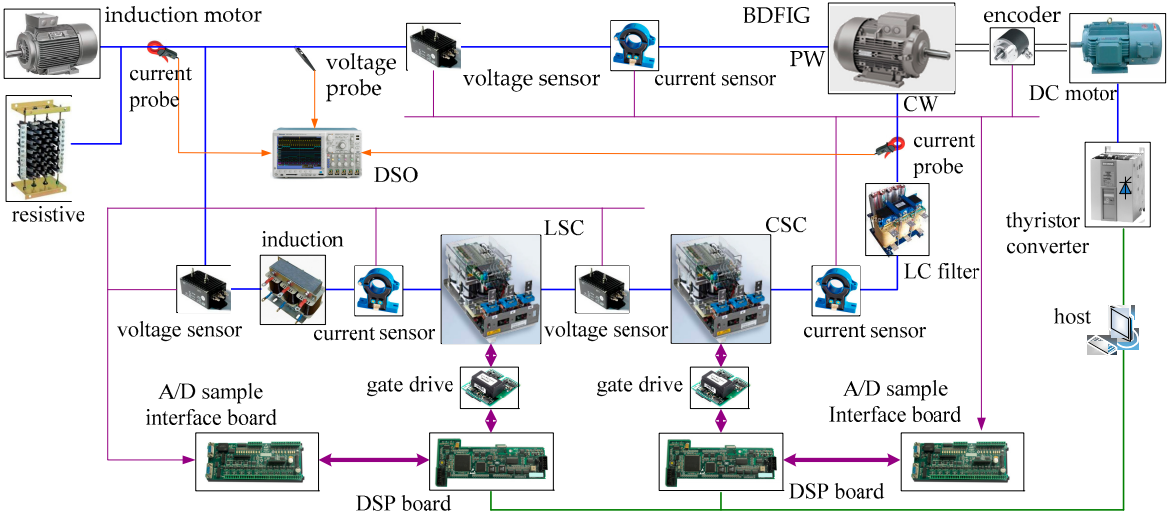 induction motor
BDFIG
encoder
PW
current
probe
voltage
probe
voltage sensor
current sensor
DC motor
CW
current
probe
DSO
resistive
thyristor
converter
induction
LSC
CSC
LC filter
voltage sensor
current sensor
voltage sensor
current sensor
host
gate drive
gate drive
A/D sample
interface board
A/D sample
Interface board
DSP board
DSP board